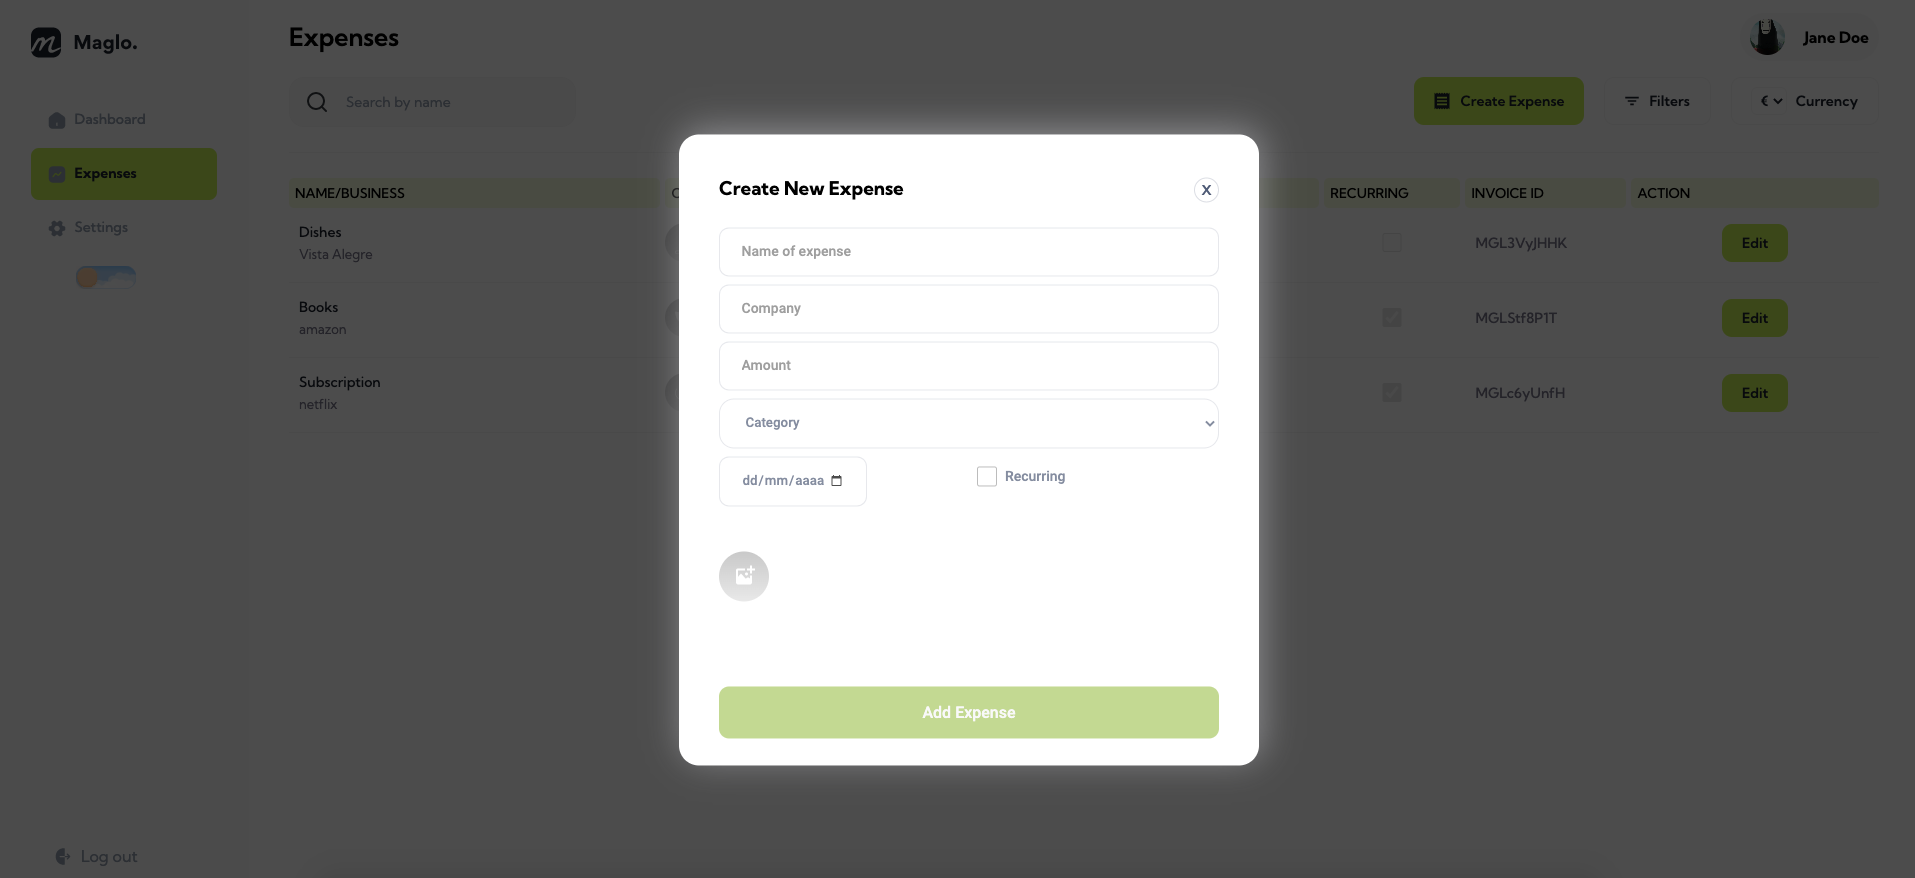 Maglo.
Expenses
Jane Doe
Search by name
Create Expense
Filters
€
Currency
Dashboard
Expenses
Settings
Log out
NAME/BUSINESS
RECURRING
INVOICE ID
ACTION
Dishes
Vista Alegre
MGL3VyJHHK
Edit
Books
amazon
MGLStf8P1T
Edit
Subscription
netflix
MGLc6yUnfH
Edit
Create New Expense
X
Name of expense
Company
Amount
Category
dd/mm/aaaa
Recurring
Add Expense